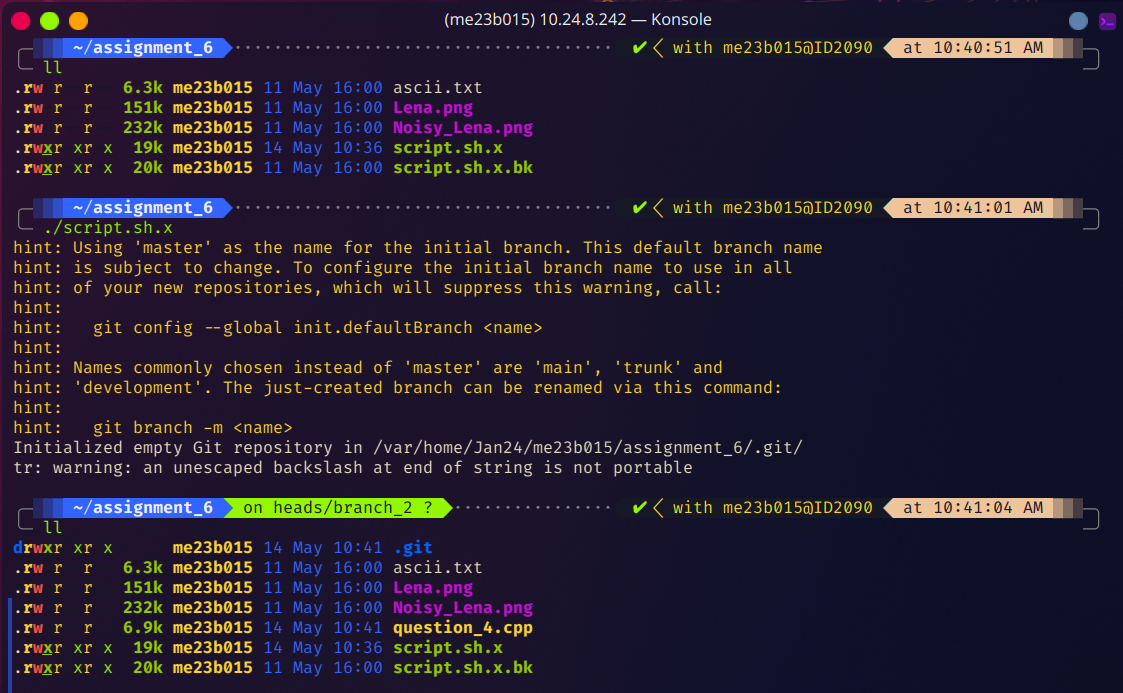 (me23b015) 10.24.8.242 — Konsole
~/assignment_6 ✔ with me23b015@ID2090 at 10:40:51 AM
ll
.rw r  r   6.3k me23b015 11 May 16:00 ascii.txt
.rw r  r   151k me23b015 11 May 16:00 Lena.png
.rw r  r   232k me23b015 11 May 16:00 Noisy_Lena.png
.rwxr xr x  19k me23b015 14 May 10:36 script.sh.x
.rwxr xr x  20k me23b015 11 May 16:00 script.sh.x.bk
~/assignment_6 ✔ with me23b015@ID2090 at 10:41:01 AM
./script.sh.x
hint: Using 'master' as the name for the initial branch. This default branch name
hint: is subject to change. To configure the initial branch name to use in all
hint: of your new repositories, which will suppress this warning, call:
hint:
hint:   git config --global init.defaultBranch <name>
hint:
hint: Names commonly chosen instead of 'master' are 'main', 'trunk' and
hint: 'development'. The just-created branch can be renamed via this command:
hint:
hint:   git branch -m <name>
Initialized empty Git repository in /var/home/Jan24/me23b015/assignment_6/.git/
tr: warning: an unescaped backslash at end of string is not portable
~/assignment_6 on heads/branch_2 ? ✔ with me23b015@ID2090 at 10:41:04 AM
ll
drwxr xr x      me23b015 14 May 10:41 .git
.rw r  r   6.3k me23b015 11 May 16:00 ascii.txt
.rw r  r   151k me23b015 11 May 16:00 Lena.png
.rw r  r   232k me23b015 11 May 16:00 Noisy_Lena.png
.rw r  r   6.9k me23b015 14 May 10:41 question_4.cpp
.rwxr xr x  19k me23b015 14 May 10:36 script.sh.x
.rwxr xr x  20k me23b015 11 May 16:00 script.sh.x.bk